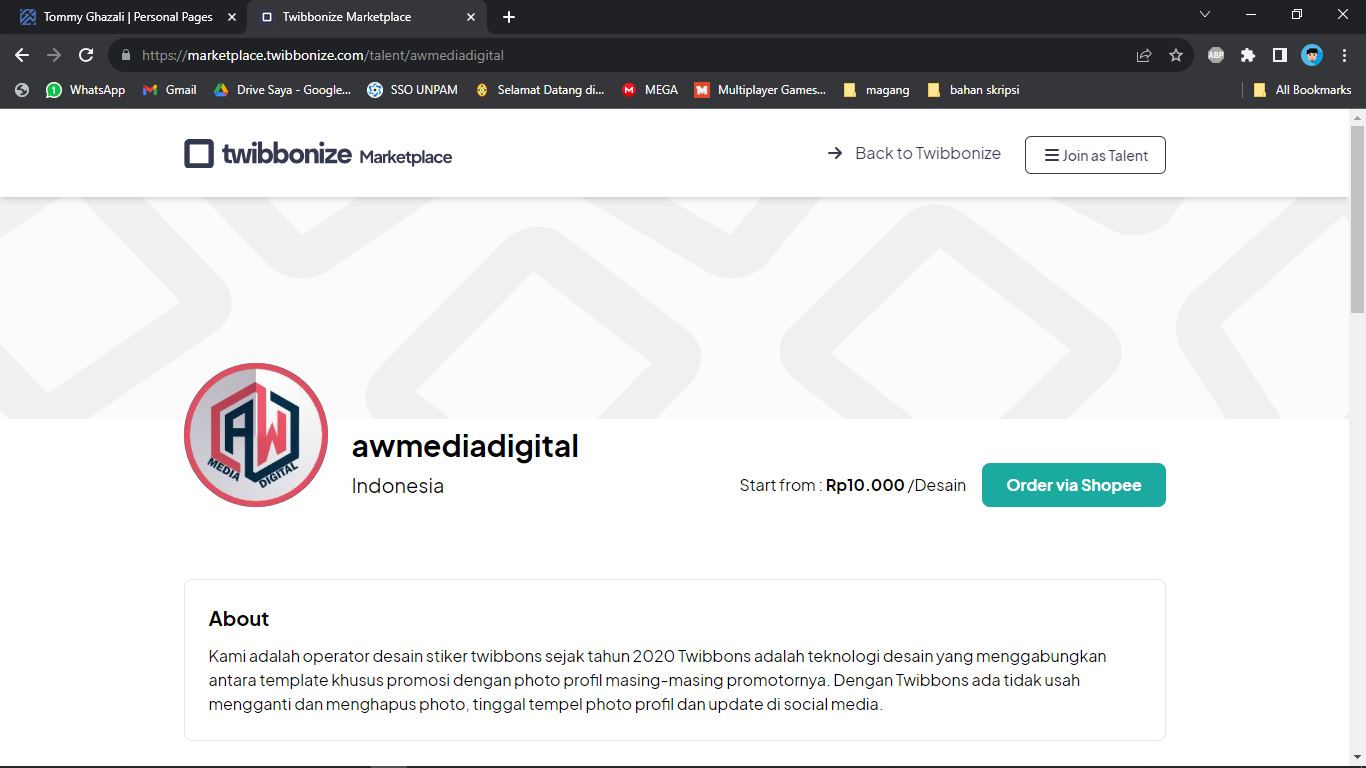 Tommy Ghazali | Personal Pages
Twibbonize Marketplace
https://marketplace.twibbonize.com/talent/awmediadigital
ABP
1
WhatsApp
Gmail
Drive Saya - Google...
SSO UNPAM
Selamat Datang di...
M
MEGA
M
Multiplayer Games...
magang
bahan skripsi
All Bookmarks
twibbonize Marketplace
Back to Twibbonize
Join as Talent
AW
MEDIA DIGITAL
awmediadigital
Indonesia
Start from : Rp10.000 /Desain
Order via Shopee
About
Kami adalah operator desain stiker twibbons sejak tahun 2020 Twibbons adalah teknologi desain yang menggabungkan
antara template khusus promosi dengan photo profil masing-masing promotornya. Dengan Twibbons ada tidak usah
mengganti dan menghapus photo, tinggal tempel photo profil dan update di social media.